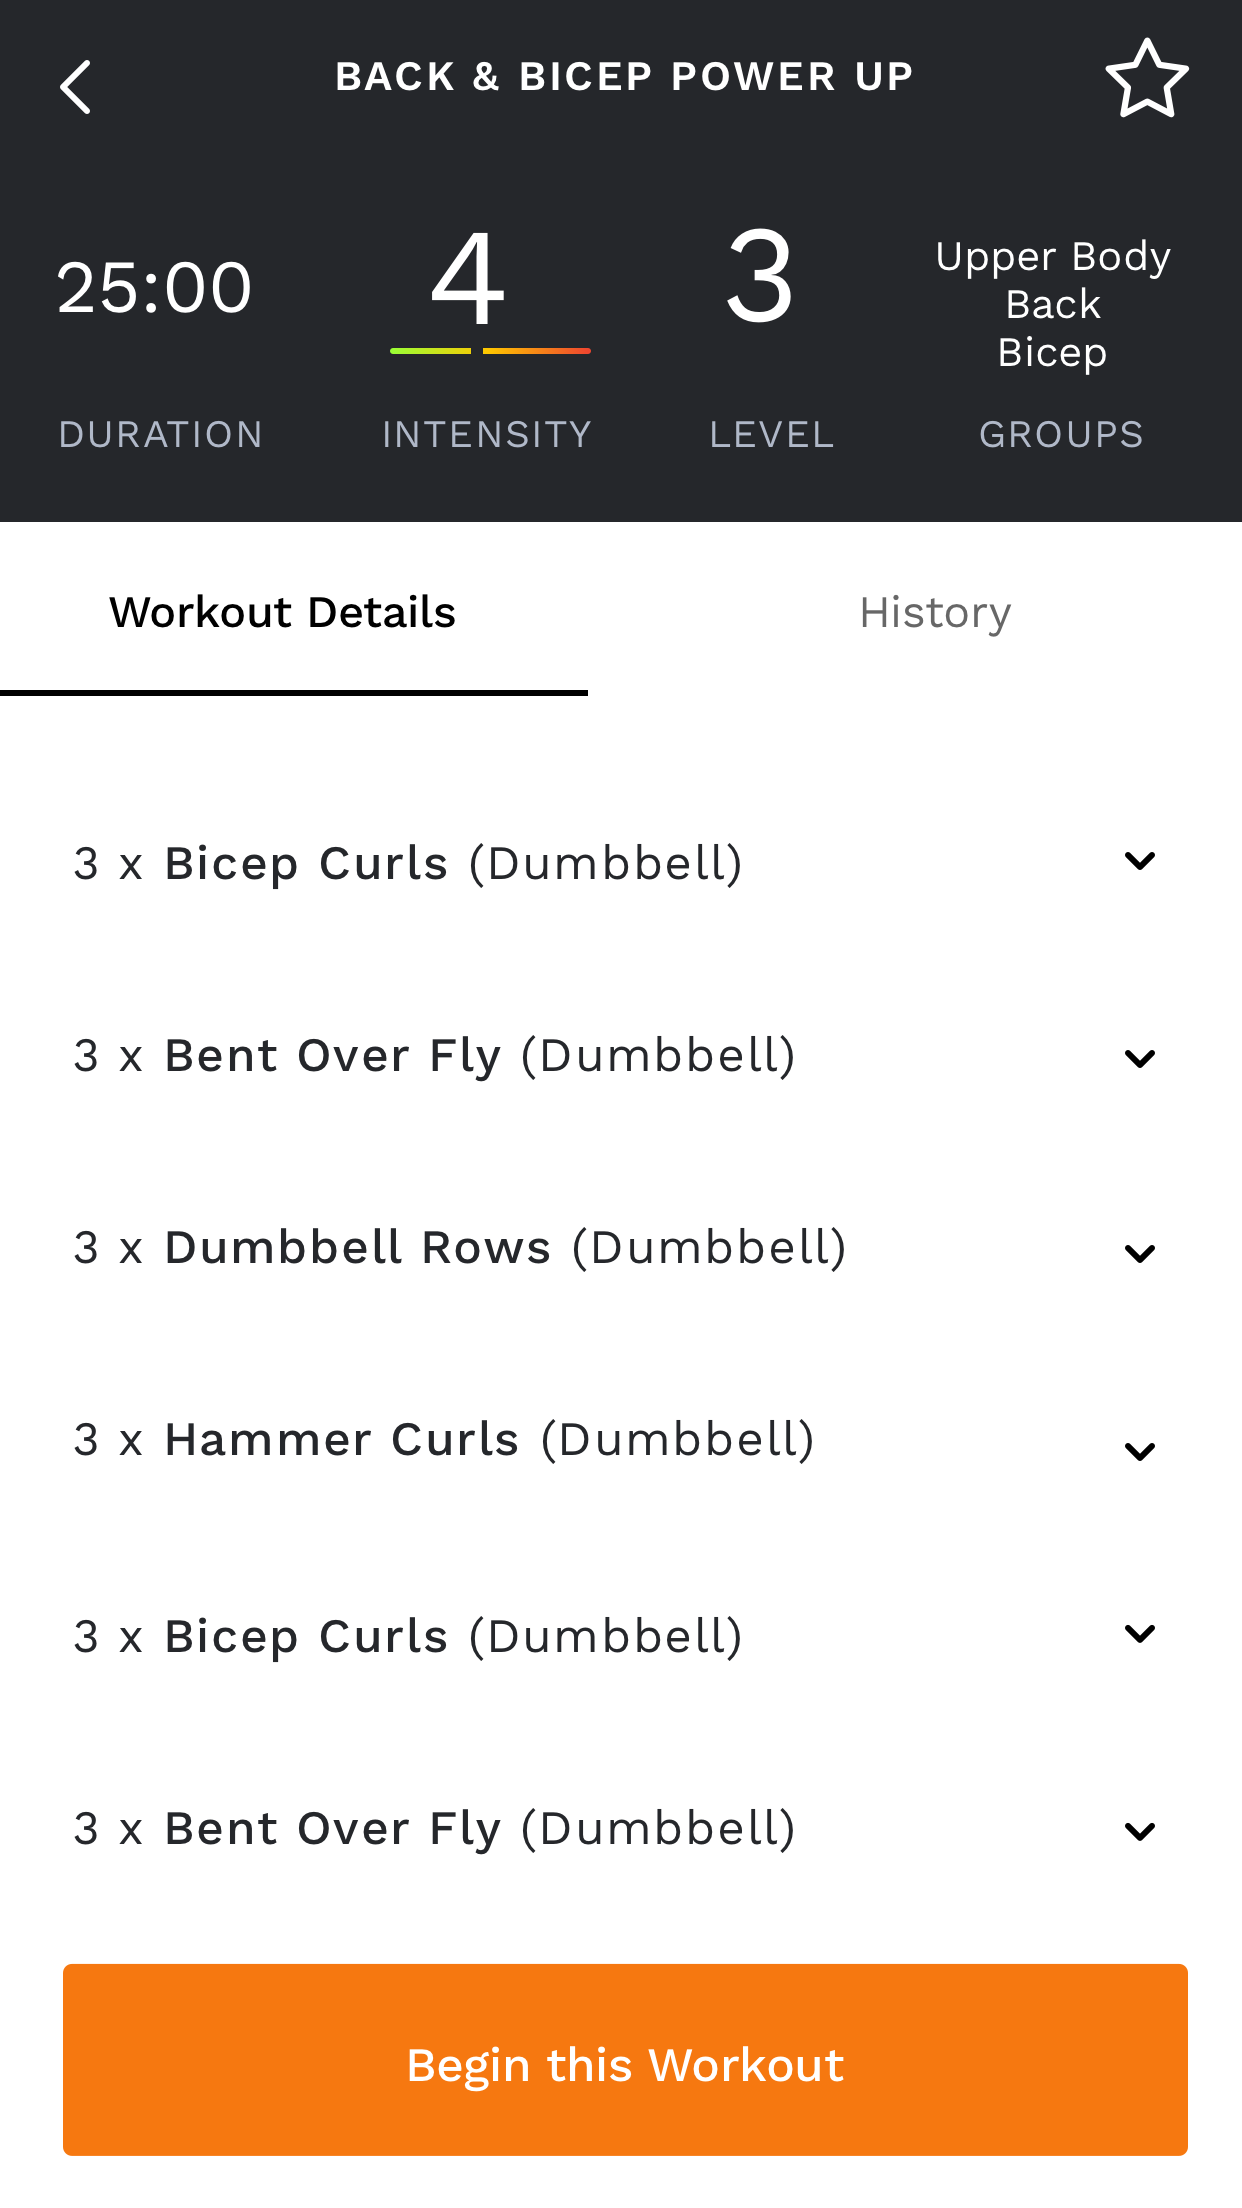 BACK & BICEP POWER UP
25:00
4
3
Upper Body
Back
Bicep
DURATION
INTENSITY
LEVEL
GROUPS
Workout Details
History
3 x Bicep Curls (Dumbbell)
3 x Bent Over Fly (Dumbbell)
3 x Dumbbell Rows (Dumbbell)
3 x Hammer Curls (Dumbbell)
3 x Bicep Curls (Dumbbell)
3 x Bent Over Fly (Dumbbell)
Begin this Workout